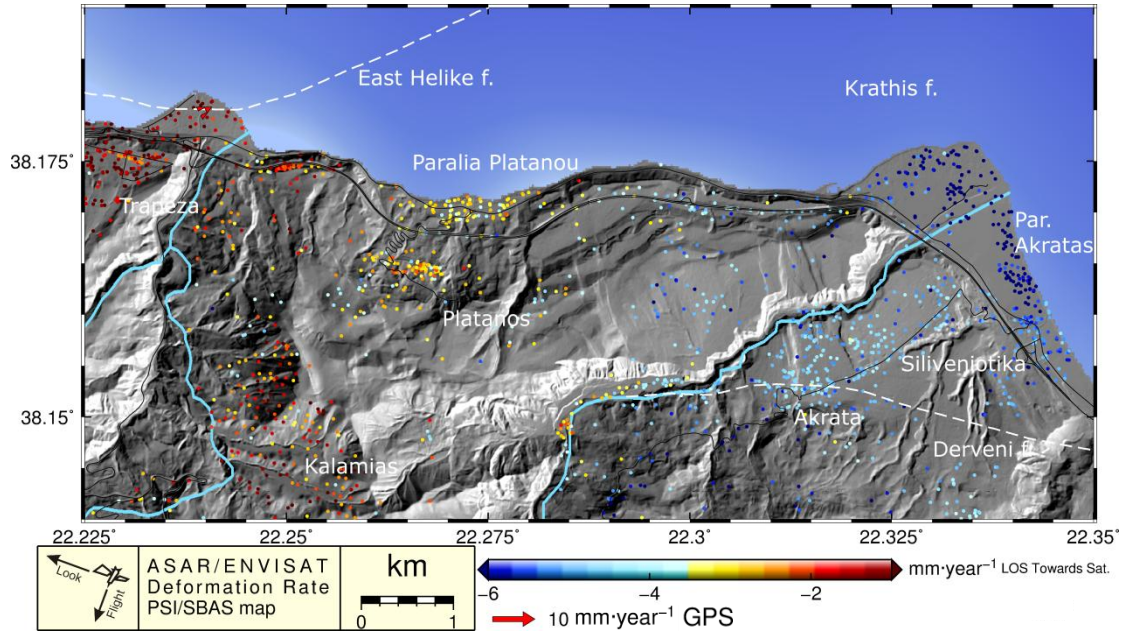 East Helike f.
Krathis f.
38.175°
Paralia Platanou
Trapeza
Par.
Akratas
Platanos
Siliveniotika
38.15°
Akrata
Derveni f.
Kalamias
22.225° 22.25° 22.275° 22.3° 22.325° 22.35°
Look
Flight
ASAR/ENVISAT
Deformation Rate
PSI/SBAS map
km
0 1
−6 −4 −2
mm·year⁻¹ LOS Towards Sat.
10 mm·year⁻¹ GPS